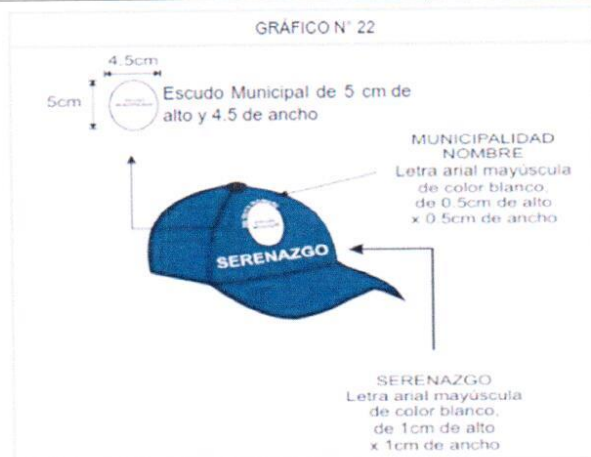 GRÁFICO N° 22
4.5cm
5cm
Escudo Municipal de 5 cm de
alto y 4.5 de ancho
MUNICIPALIDAD
NOMBRE
Letra arial mayúscula
de color blanco,
de 0.5cm de alto
x 0.5cm de ancho
SERENAZGO
SERENAZGO
Letra arial mayúscula
de color blanco,
de 1cm de alto
x 1cm de ancho